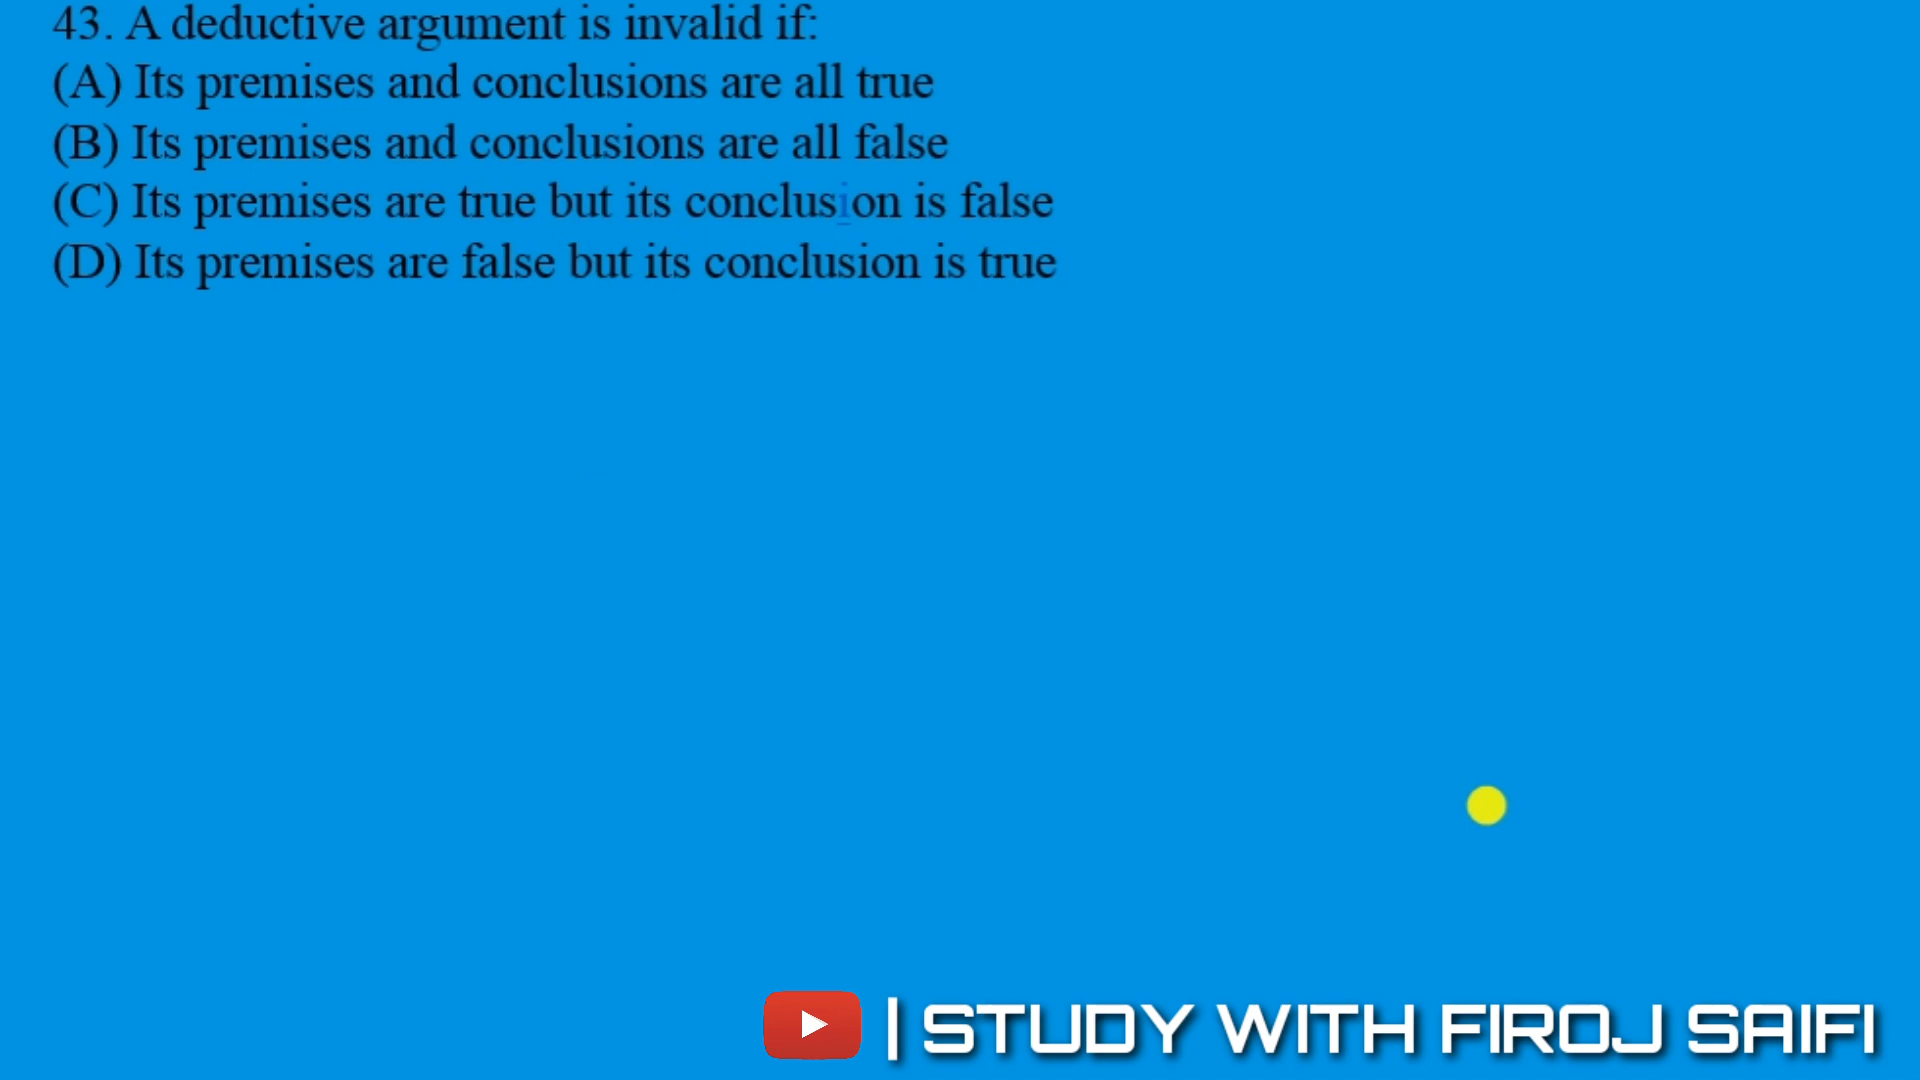 43. A deductive argument is invalid if:
(A) Its premises and conclusions are all true
(B) Its premises and conclusions are all false
(C) Its premises are true but its conclusion is false
(D) Its premises are false but its conclusion is true
| STUDY WITH FIROJ SAIFI